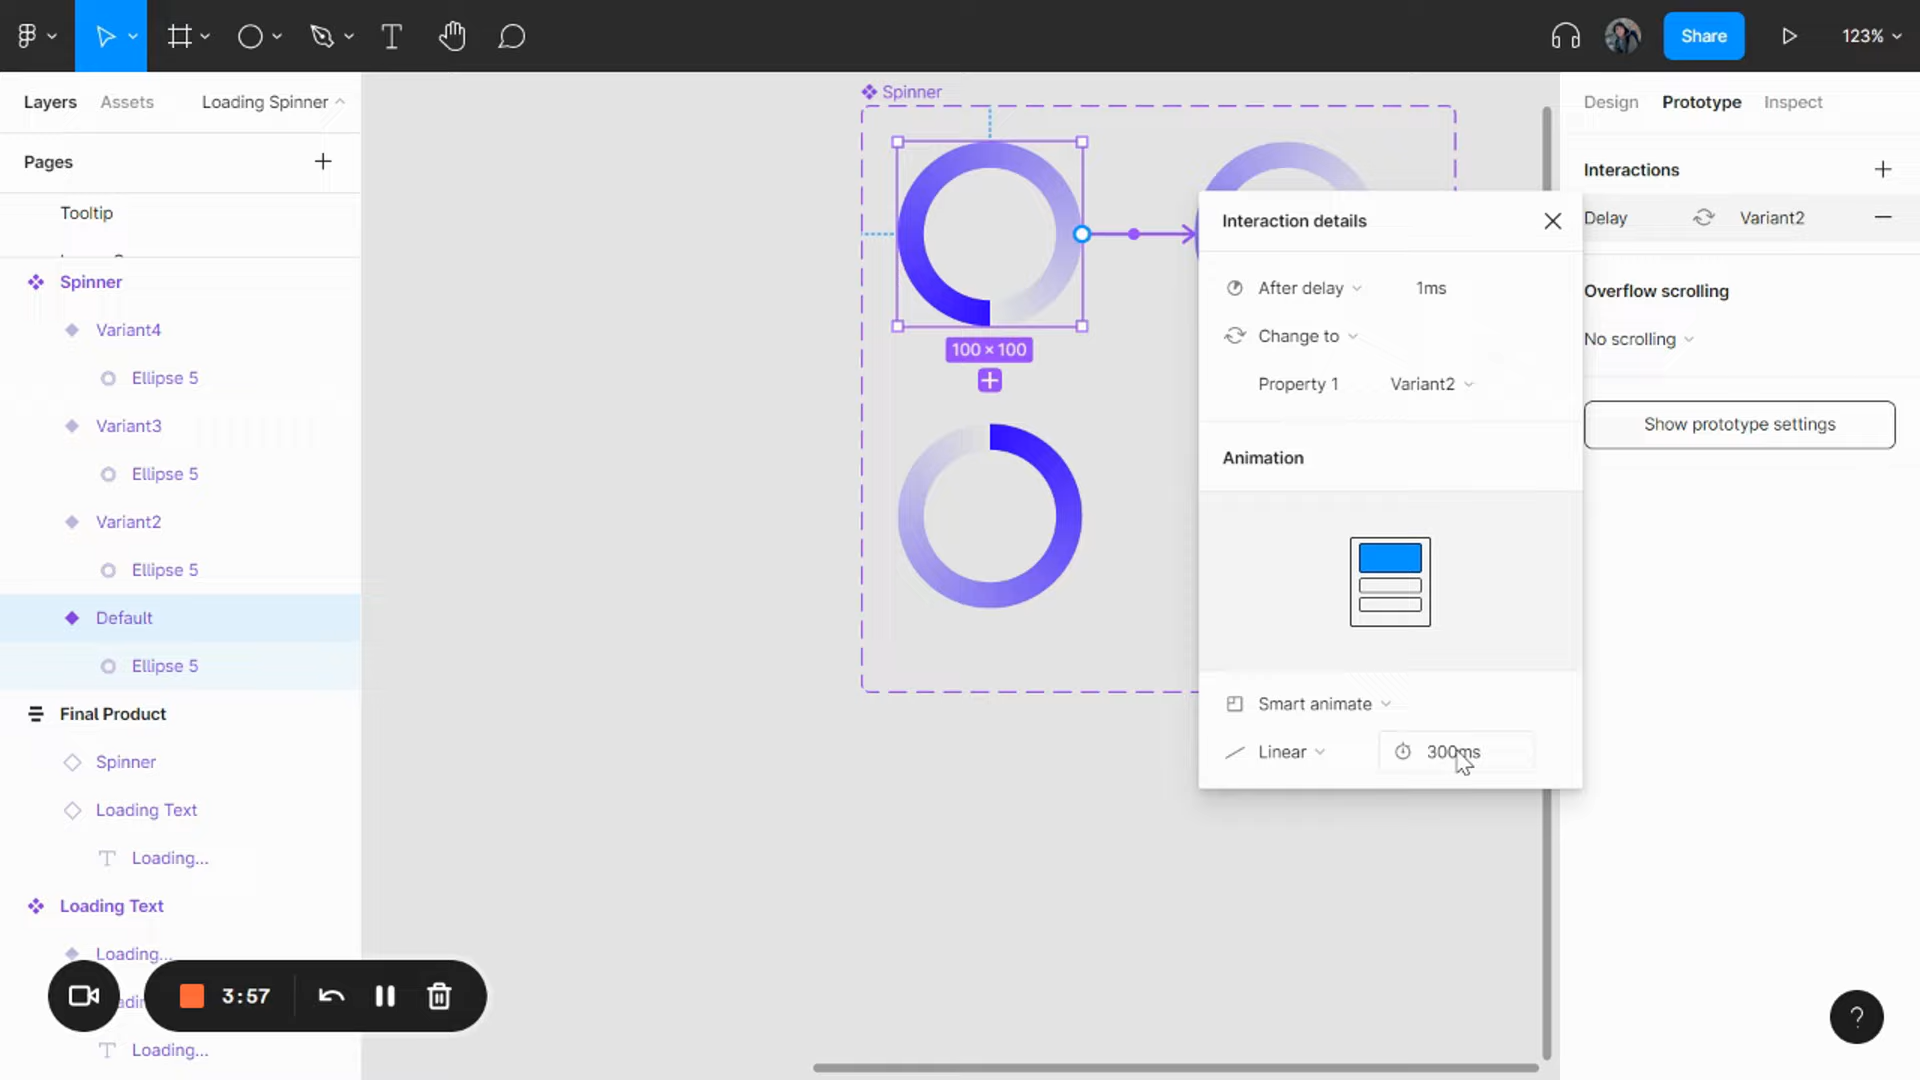 Share
123%
Layers
Assets
Loading Spinner
Pages
Tooltip
Spinner
Variant4
Ellipse 5
Variant3
Ellipse 5
Variant2
Ellipse 5
Default
Ellipse 5
Final Product
Spinner
Loading Text
Loading...
Loading Text
Loading...
Loading...
3:57
Spinner
100 × 100
Interaction details
After delay
1ms
Change to
Property 1
Variant2
Animation
Smart animate
Linear
300ms
Design
Prototype
Inspect
Interactions
Delay
Variant2
Overflow scrolling
No scrolling
Show prototype settings
?